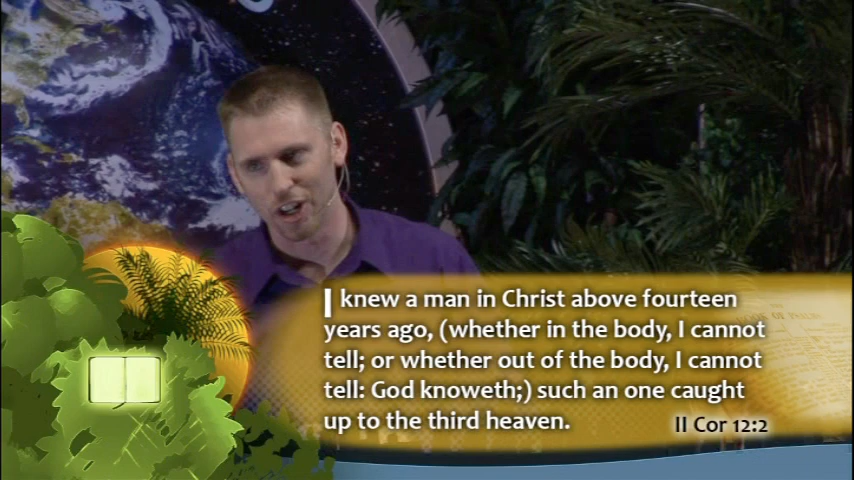 I knew a man in Christ above fourteen
years ago, (whether in the body, I cannot
tell; or whether out of the body, I cannot
tell: God knoweth;) such an one caught
up to the third heaven.
II Cor 12:2